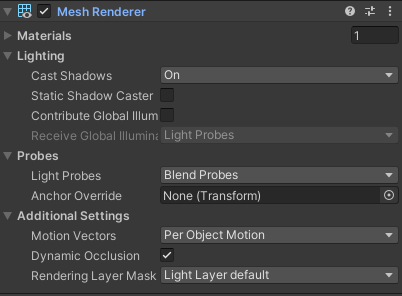 Mesh Renderer
Materials 1
Lighting
Cast Shadows On
Static Shadow Caster
Contribute Global Illum
Receive Global Illumina Light Probes
Probes
Light Probes Blend Probes
Anchor Override None (Transform)
Additional Settings
Motion Vectors Per Object Motion
Dynamic Occlusion
Rendering Layer Mask Light Layer default